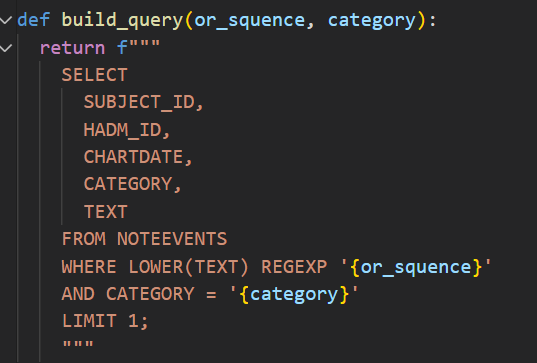 def build_query(or_squence, category):
return f"""
SELECT
SUBJECT_ID,
HADM_ID,
CHARTDATE,
CATEGORY,
TEXT
FROM NOTEEVENTS
WHERE LOWER(TEXT) REGEXP '{or_squence}'
AND CATEGORY = '{category}'
LIMIT 1;
"""